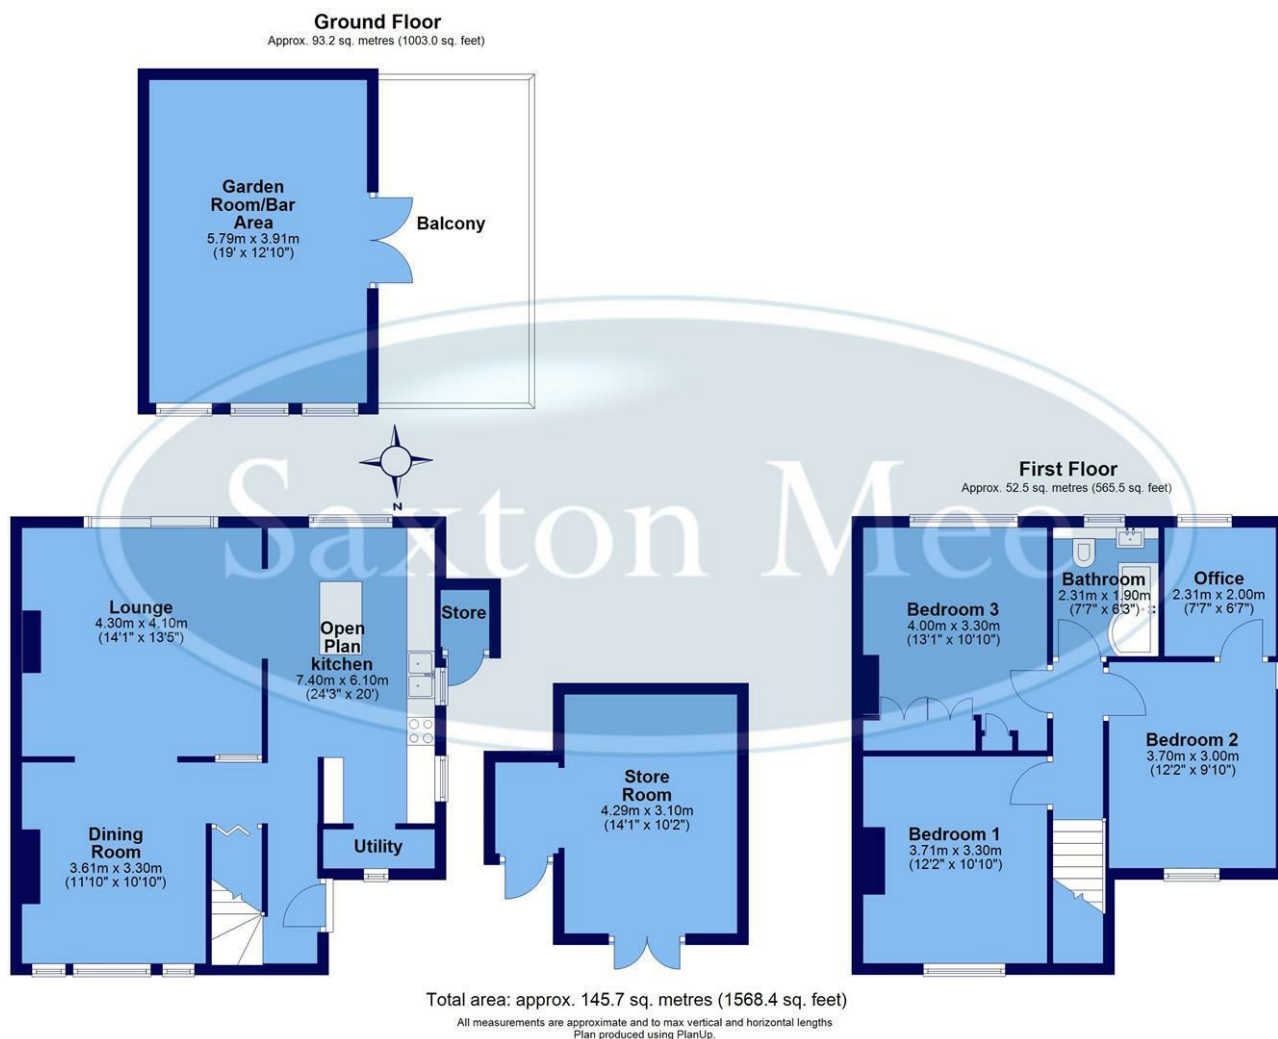 Ground Floor
Approx. 93.2 sq. metres (1003.0 sq. feet)
Garden
Room/Bar
Area
5.79m x 3.91m
(19' x 12'10")
Balcony
N
Saxton Mee
First Floor
Approx. 52.5 sq. metres (565.5 sq. feet)
Lounge
4.30m x 4.10m
(14'1" x 13'5")
Open
Plan
kitchen
7.40m x 6.10m
(24'3" x 20')
Store
Dining
Room
3.61m x 3.30m
(11'10" x 10'10")
Utility
Store
Room
4.29m x 3.10m
(14'1" x 10'2")
Bedroom 3
4.00m x 3.30m
(13'1" x 10'10")
Bathroom
2.31m x 1.90m
(7'7" x 6'3")
Office
2.31m x 2.00m
(7'7" x 6'7")
Bedroom 2
3.70m x 3.00m
(12'2" x 9'10")
Bedroom 1
3.71m x 3.30m
(12'2" x 10'10")
Total area: approx. 145.7 sq. metres (1568.4 sq. feet)
All measurements are approximate and to max vertical and horizontal lengths
Plan produced using PlanUp.